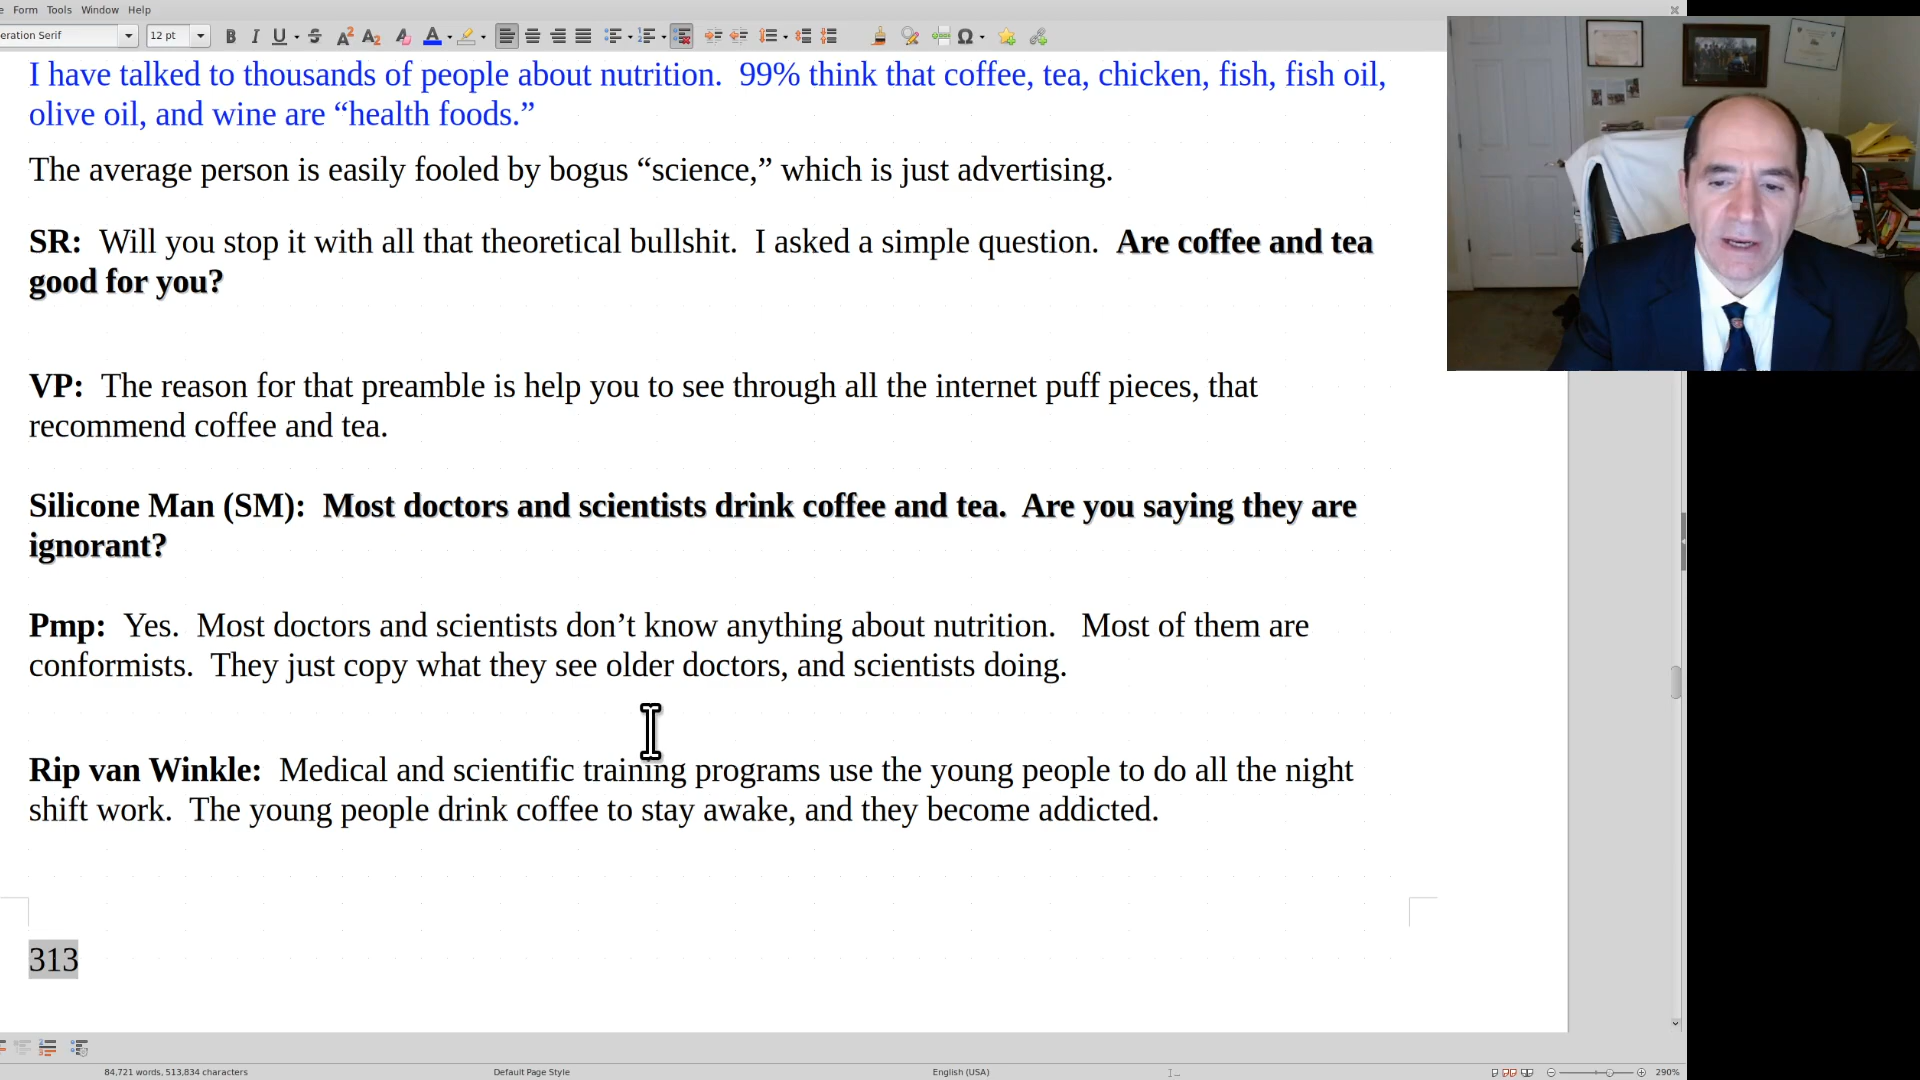 Form Tools Window Help
eration Serif 12 pt
I have talked to thousands of people about nutrition.  99% think that coffee, tea, chicken, fish, fish oil,
olive oil, and wine are “health foods.”
The average person is easily fooled by bogus “science,” which is just advertising.
SR:  Will you stop it with all that theoretical bullshit.  I asked a simple question.  Are coffee and tea
good for you?
VP:  The reason for that preamble is help you to see through all the internet puff pieces, that
recommend coffee and tea.
Silicone Man (SM):  Most doctors and scientists drink coffee and tea.  Are you saying they are
ignorant?
Pmp:  Yes.  Most doctors and scientists don’t know anything about nutrition.   Most of them are
conformists.  They just copy what they see older doctors, and scientists doing.
Rip van Winkle:  Medical and scientific training programs use the young people to do all the night
shift work.  The young people drink coffee to stay awake, and they become addicted.
313
84,721 words, 513,834 characters Default Page Style English (USA) 290%